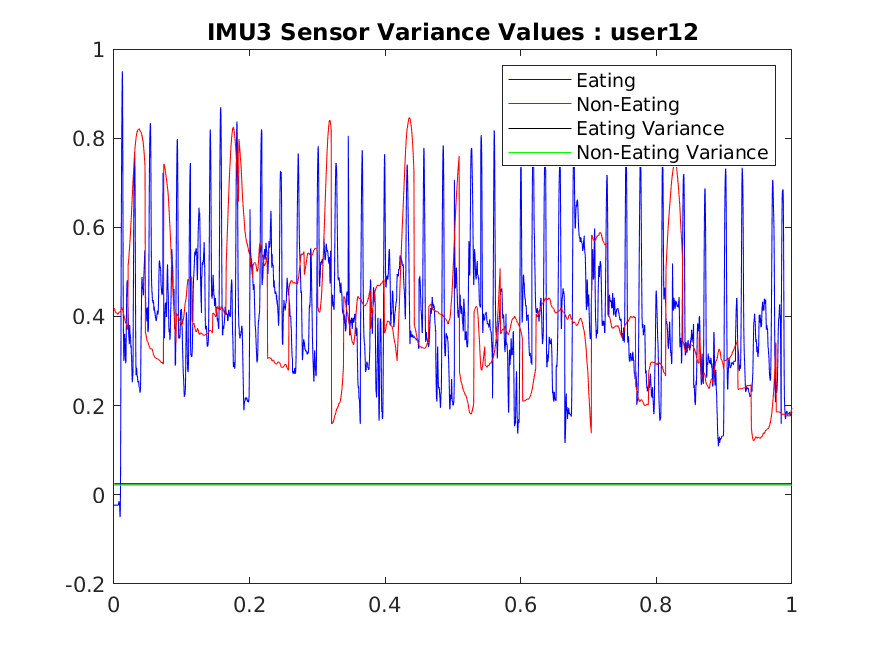 IMU3 Sensor Variance Values : user12
1
0.8
0.6
0.4
0.2
0
-0.2
0
0.2
0.4
0.6
0.8
1
Eating
Non-Eating
Eating Variance
Non-Eating Variance